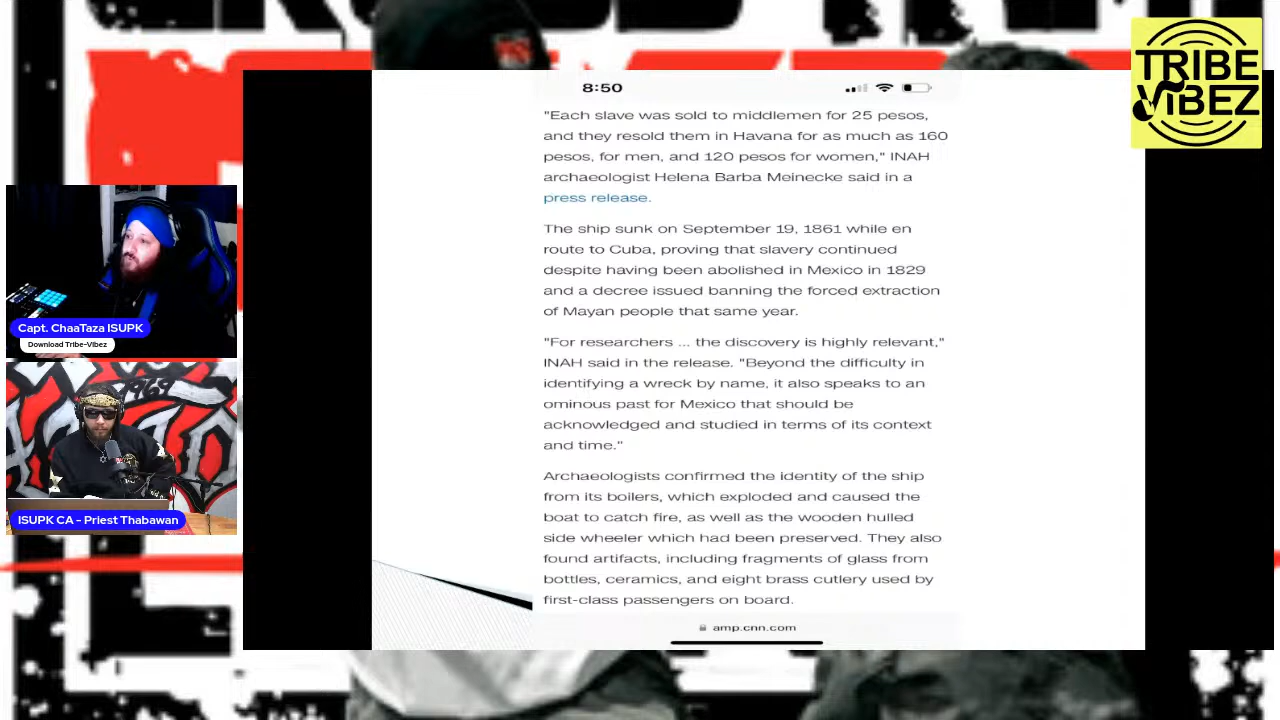 TRIBE
VIBEZ
8:50
"Each slave was sold to middlemen for 25 pesos,
and they resold them in Havana for as much as 160
pesos, for men, and 120 pesos for women," INAH
archaeologist Helena Barba Meinecke said in a
press release.
The ship sunk on September 19, 1861 while en
route to Cuba, proving that slavery continued
despite having been abolished in Mexico in 1829
and a decree issued banning the forced extraction
of Mayan people that same year.
"For researchers ... the discovery is highly relevant,"
INAH said in the release. "Beyond the difficulty in
identifying a wreck by name, it also speaks to an
ominous past for Mexico that should be
acknowledged and studied in terms of its context
and time."
Archaeologists confirmed the identity of the ship
from its boilers, which exploded and caused the
boat to catch fire, as well as the wooden hulled
side wheeler which had been preserved. They also
found artifacts, including fragments of glass from
bottles, ceramics, and eight brass cutlery used by
first-class passengers on board.
amp.cnn.com
Capt. ChaaTaza ISUPK
Download Tribe-Vibez
1969
ISUPK CA - Priest Thabawan